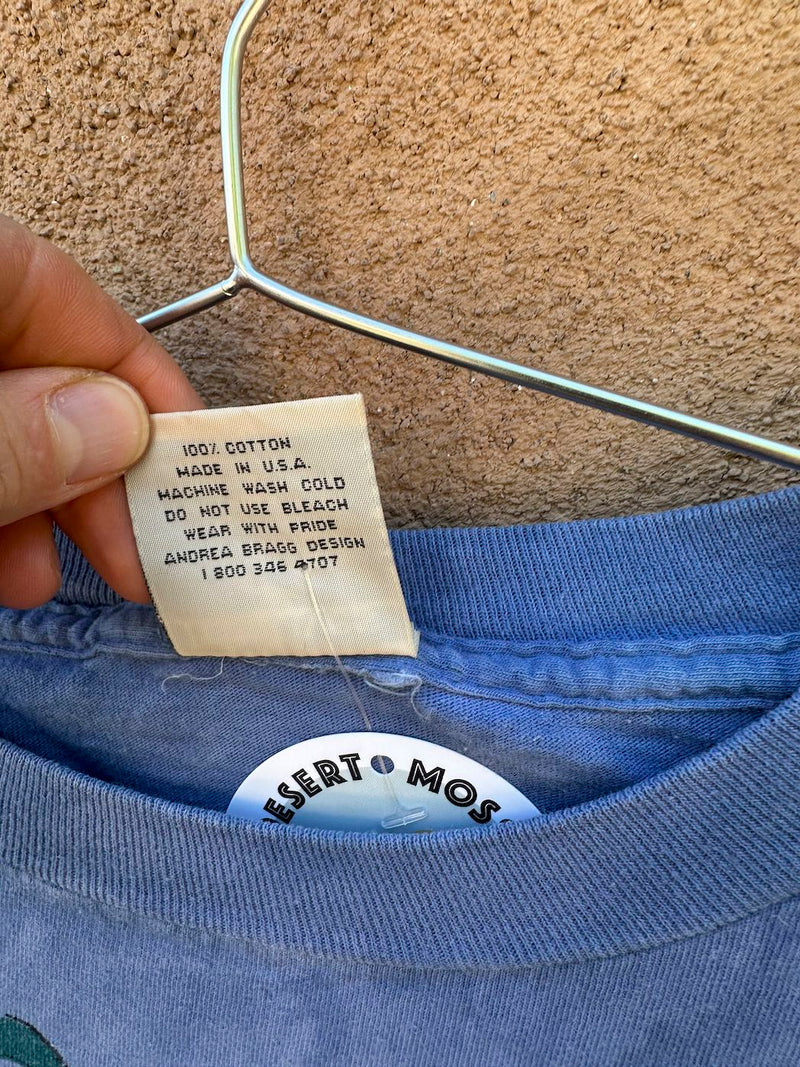 100% COTTON
MADE IN U.S.A.
MACHINE WASH COLD
DO NOT USE BLEACH
WEAR WITH PRIDE
ANDREA BRAGG DESIGN
1 800 346 4707
DESERT • MOS